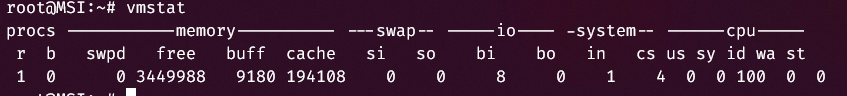 root@MSI:~# vmstat
procs -----------memory---------- ---swap-- -----io---- -system-- ------cpu-----
 r  b   swpd   free   buff  cache   si   so    bi    bo   in   cs us sy id wa st
 1  0      0 3449988   9180 194108    0    0     8     0    1    4  0  0 100  0  0